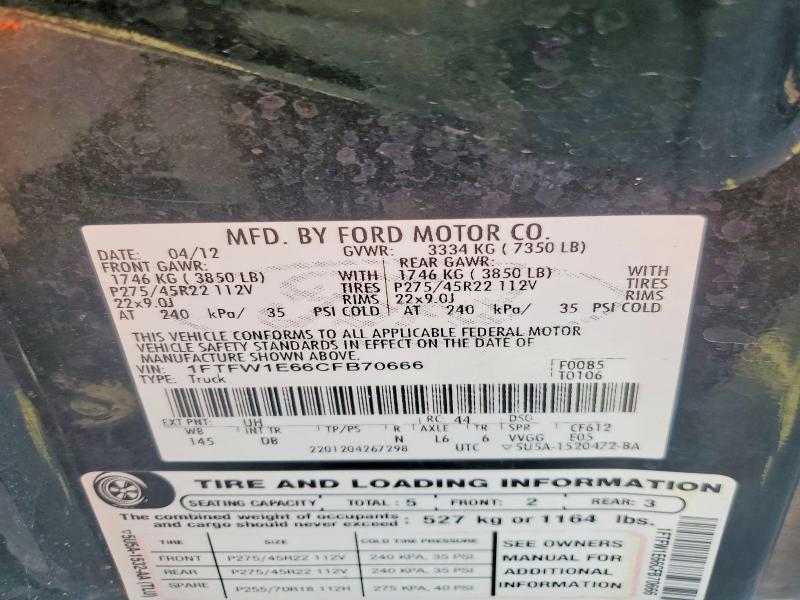 MFD. BY FORD MOTOR CO.
DATE: 04/12 GVWR: 3334 KG ( 7350 LB)
FRONT GAWR: REAR GAWR:
1746 KG ( 3850 LB) WITH 1746 KG ( 3850 LB) WITH
P275/45R22 112V TIRES P275/45R22 112V TIRES
22x9.0J RIMS 22x9.0J RIMS
AT 240 kPa/ 35 PSI COLD AT 240 kPa/ 35 PSI COLD
THIS VEHICLE CONFORMS TO ALL APPLICABLE FEDERAL MOTOR
VEHICLE SAFETY STANDARDS IN EFFECT ON THE DATE OF
MANUFACTURE SHOWN ABOVE.
VIN: 1FTFW1E66CFB70666 F0085
TYPE: Truck T0106
EXT PNT: UH RC: 44 DSO:
WB INT TR TP/PS R AXLE TR SPR CF612
145 DB N L6 6 VVGG E05
2201204267298 UTC ▽5U5A-1520472-BA
TIRE AND LOADING INFORMATION
SEATING CAPACITY TOTAL : 5 FRONT: 2 REAR: 3
The combined weight of occupants
and cargo should never exceed : 527 kg or 1164 lbs.
TIRE SIZE COLD TIRE PRESSURE SEE OWNERS
FRONT P275/45R22 112V 240 KPA, 35 PSI MANUAL FOR
REAR P275/45R22 112V 240 KPA, 35 PSI ADDITIONAL
SPARE P255/70R18 112H 275 KPA, 40 PSI INFORMATION
1FTFW1E66CFB70666